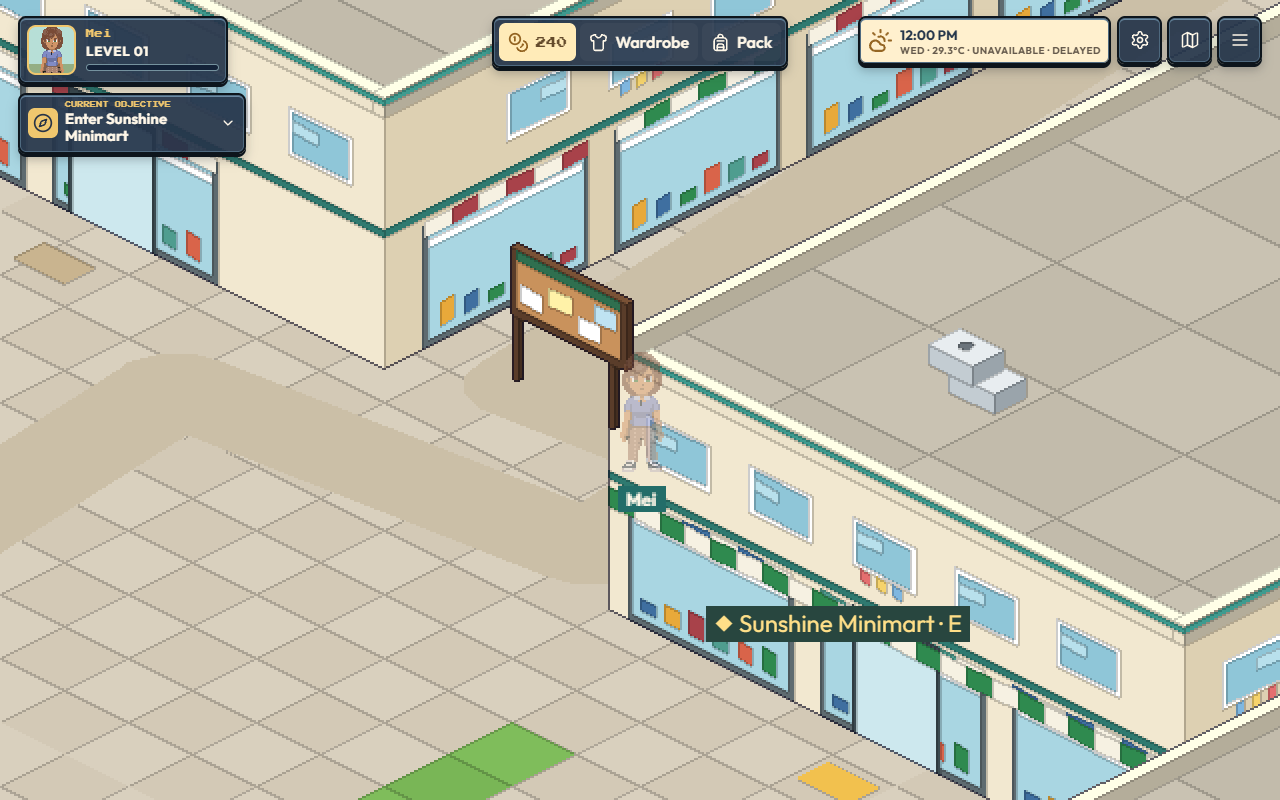 Mei
LEVEL 01
CURRENT OBJECTIVE
Enter Sunshine
Minimart
240
Wardrobe
Pack
12:00 PM
WED · 29.3°C · UNAVAILABLE · DELAYED
Mei
Sunshine Minimart · E